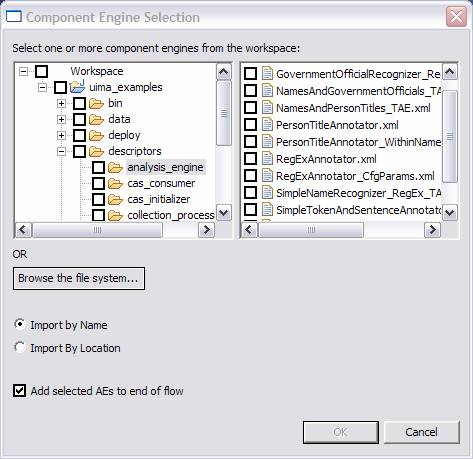 Component Engine Selection
Select one or more component engines from the workspace:
Workspace
uima_examples
bin
data
deploy
descriptors
analysis_engine
cas_consumer
cas_initializer
collection_process
GovernmentOfficialRecognizer_Re
NamesAndGovernmentOfficials_TA
NamesAndPersonTitles_TAE.xml
PersonTitleAnnotator.xml
PersonTitleAnnotator_WithinName
RegExAnnotator.xml
RegExAnnotator_CfgParams.xml
SimpleNameRecognizer_RegEx_TA
SimpleTokenAndSentenceAnnotat
OR
Browse the file system...
Import by Name
Import By Location
Add selected AEs to end of flow
OK
Cancel